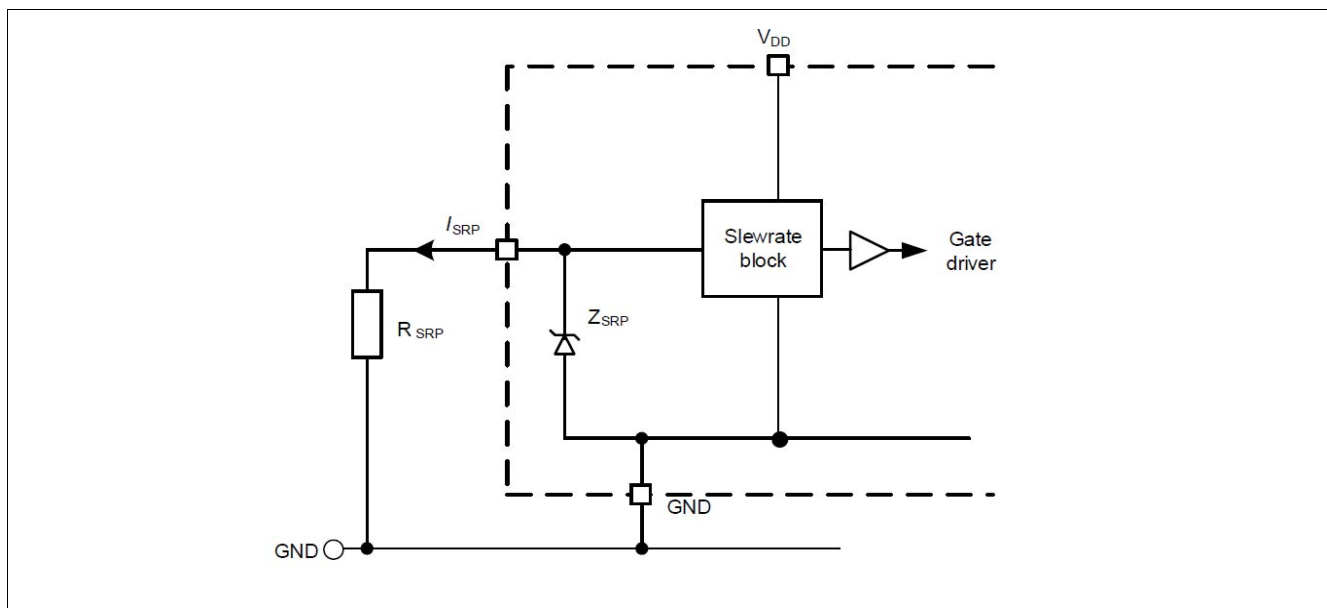 VDD
ISRP
Slewrate
block
Gate
driver
RSRP
ZSRP
GND
GND